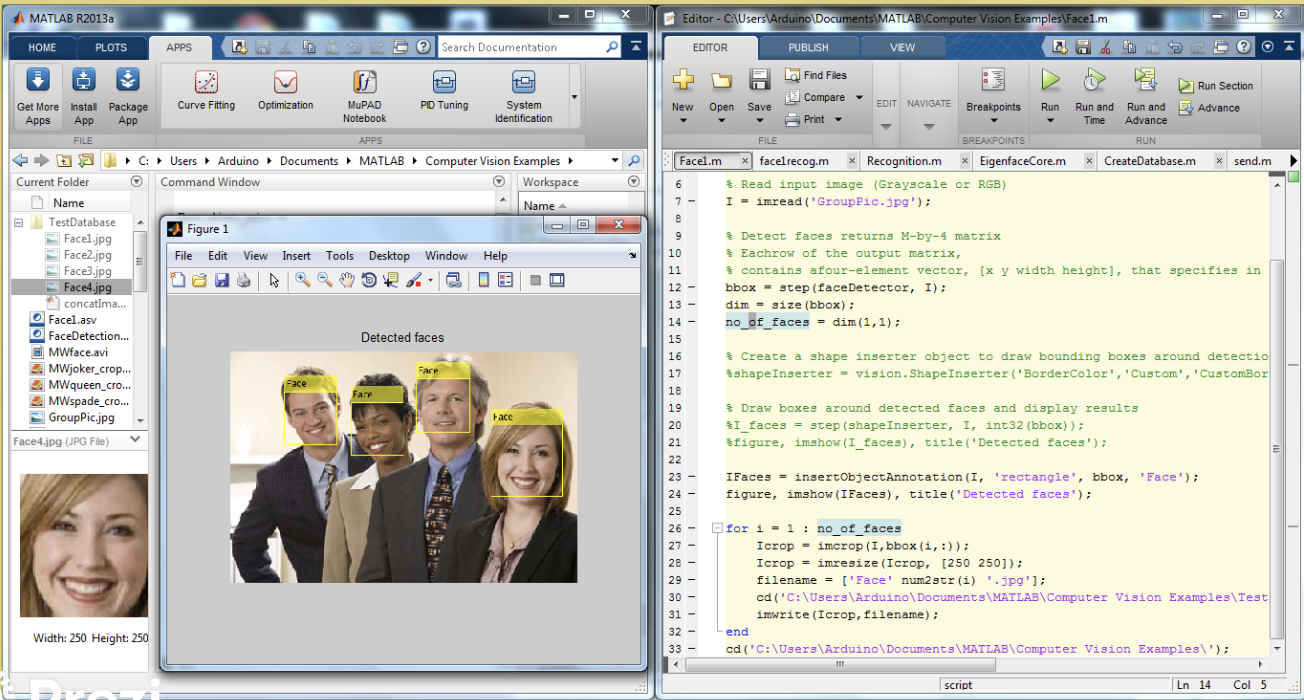 MATLAB R2013a
HOME PLOTS APPS
Search Documentation
Get More Apps
Install App
Package App
Curve Fitting
Optimization
MuPAD Notebook
PID Tuning
System Identification
FILE APPS
C: Users Arduino Documents MATLAB Computer Vision Examples
Current Folder
Name
TestDatabase
Face1.jpg
Face2.jpg
Face3.jpg
Face4.jpg
concatIma...
Face1.asv
FaceDetection...
MWface.avi
MWjoker_crop...
MWqueen_cro...
MWspade_cro...
GroupPic.jpg
Face4.jpg (JPG File)
Width: 250 Height: 250
Command Window
Workspace
Name
Figure 1
File Edit View Insert Tools Desktop Window Help
Detected faces
Face
Face
Face
Face
Editor - C:\Users\Arduino\Documents\MATLAB\Computer Vision Examples\Face1.m
EDITOR PUBLISH VIEW
New Open Save
Find Files
Compare
Print
EDIT NAVIGATE
Breakpoints
Run
Run and Time
Run and Advance
Run Section
Advance
FILE BREAKPOINTS RUN
Face1.m face1recog.m Recognition.m EigenfaceCore.m CreateDatabase.m send.m
6 % Read input image (Grayscale or RGB)
7 - I = imread('GroupPic.jpg');
8
9 % Detect faces returns M-by-4 matrix
10 % Eachrow of the output matrix,
11 % contains afour-element vector, [x y width height], that specifies in
12 - bbox = step(faceDetector, I);
13 - dim = size(bbox);
14 - no_of_faces = dim(1,1);
15
16 % Create a shape inserter object to draw bounding boxes around detectio
17 %shapeInserter = vision.ShapeInserter('BorderColor','Custom','CustomBor
18
19 % Draw boxes around detected faces and display results
20 %I_faces = step(shapeInserter, I, int32(bbox));
21 %figure, imshow(I_faces), title('Detected faces');
22
23 - IFaces = insertObjectAnnotation(I, 'rectangle', bbox, 'Face');
24 - figure, imshow(IFaces), title('Detected faces');
25
26 - for i = 1 : no_of_faces
27 - Icrop = imcrop(I,bbox(i,:));
28 - Icrop = imresize(Icrop, [250 250]);
29 - filename = ['Face' num2str(i) '.jpg'];
30 - cd('C:\Users\Arduino\Documents\MATLAB\Computer Vision Examples\Test
31 - imwrite(Icrop,filename);
32 - end
33 - cd('C:\Users\Arduino\Documents\MATLAB\Computer Vision Examples\');
script Ln 14 Col 5